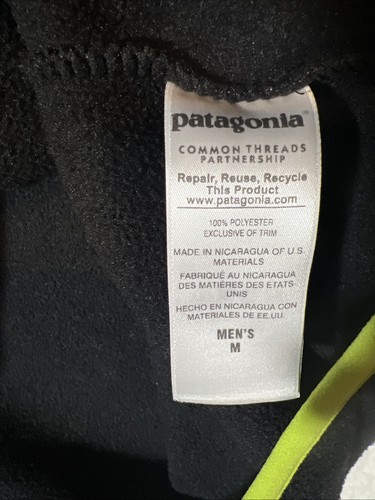 patagonia®
COMMON THREADS
PARTNERSHIP
Repair, Reuse, Recycle
This Product
www.patagonia.com
100% POLYESTER
EXCLUSIVE OF TRIM
MADE IN NICARAGUA OF U.S.
MATERIALS
FABRIQUÉ AU NICARAGUA
DES MATIÈRES DES ÉTATS-
UNIS
HECHO EN NICARAGUA CON
MATERIALES DE EE.UU.
MEN'S
M